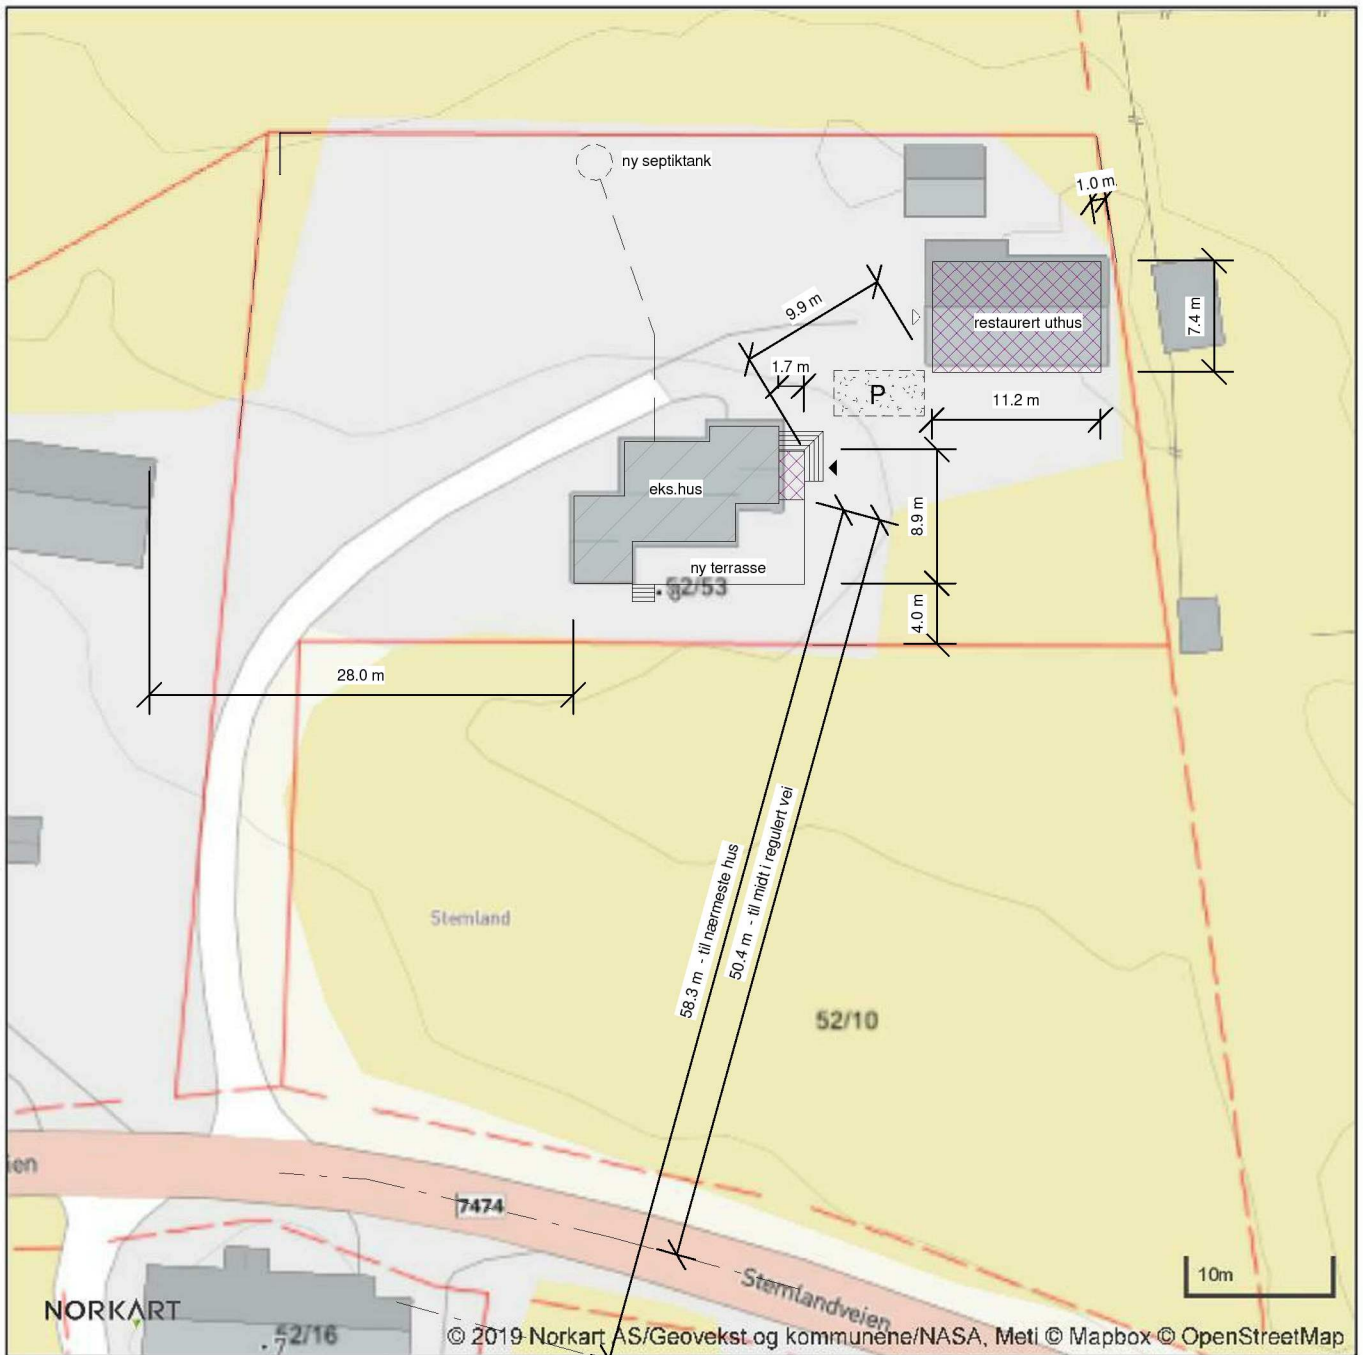 ny septiktank
1.0 m
9.9 m
restaurert uthus
7.4 m
1.7 m
P
11.2 m
eks.hus
8.9 m
ny terrasse
52/53
4.0 m
28.0 m
58.3 m - til nærmeste hus
50.4 m - til midt i regulert vei
Stemland
52/10
ien
7474
10m
Stemlandveien
NORKART
52/16
7
© 2019 Norkart AS/Geovekst og kommunene/NASA, Meti © Mapbox © OpenStreetMap